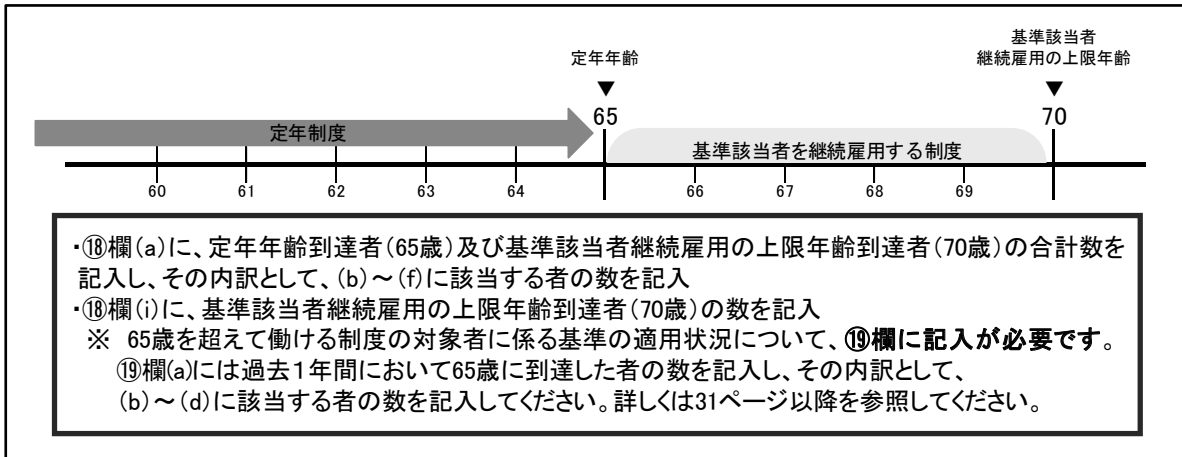 定年年齢
基準該当者
継続雇用の上限年齢
▼
▼
65
70
定年制度
基準該当者を継続雇用する制度
60
61
62
63
64
66
67
68
69
・⑱欄(a)に、定年年齢到達者(65歳)及び基準該当者継続雇用の上限年齢到達者(70歳)の合計数を
記入し、その内訳として、(b)~(f)に該当する者の数を記入
・⑱欄(i)に、基準該当者継続雇用の上限年齢到達者(70歳)の数を記入
※ 65歳を超えて働ける制度の対象者に係る基準の適用状況について、⑲欄に記入が必要です。
⑲欄(a)には過去1年間において65歳に到達した者の数を記入し、その内訳として、
(b)~(d)に該当する者の数を記入してください。詳しくは31ページ以降を参照してください。